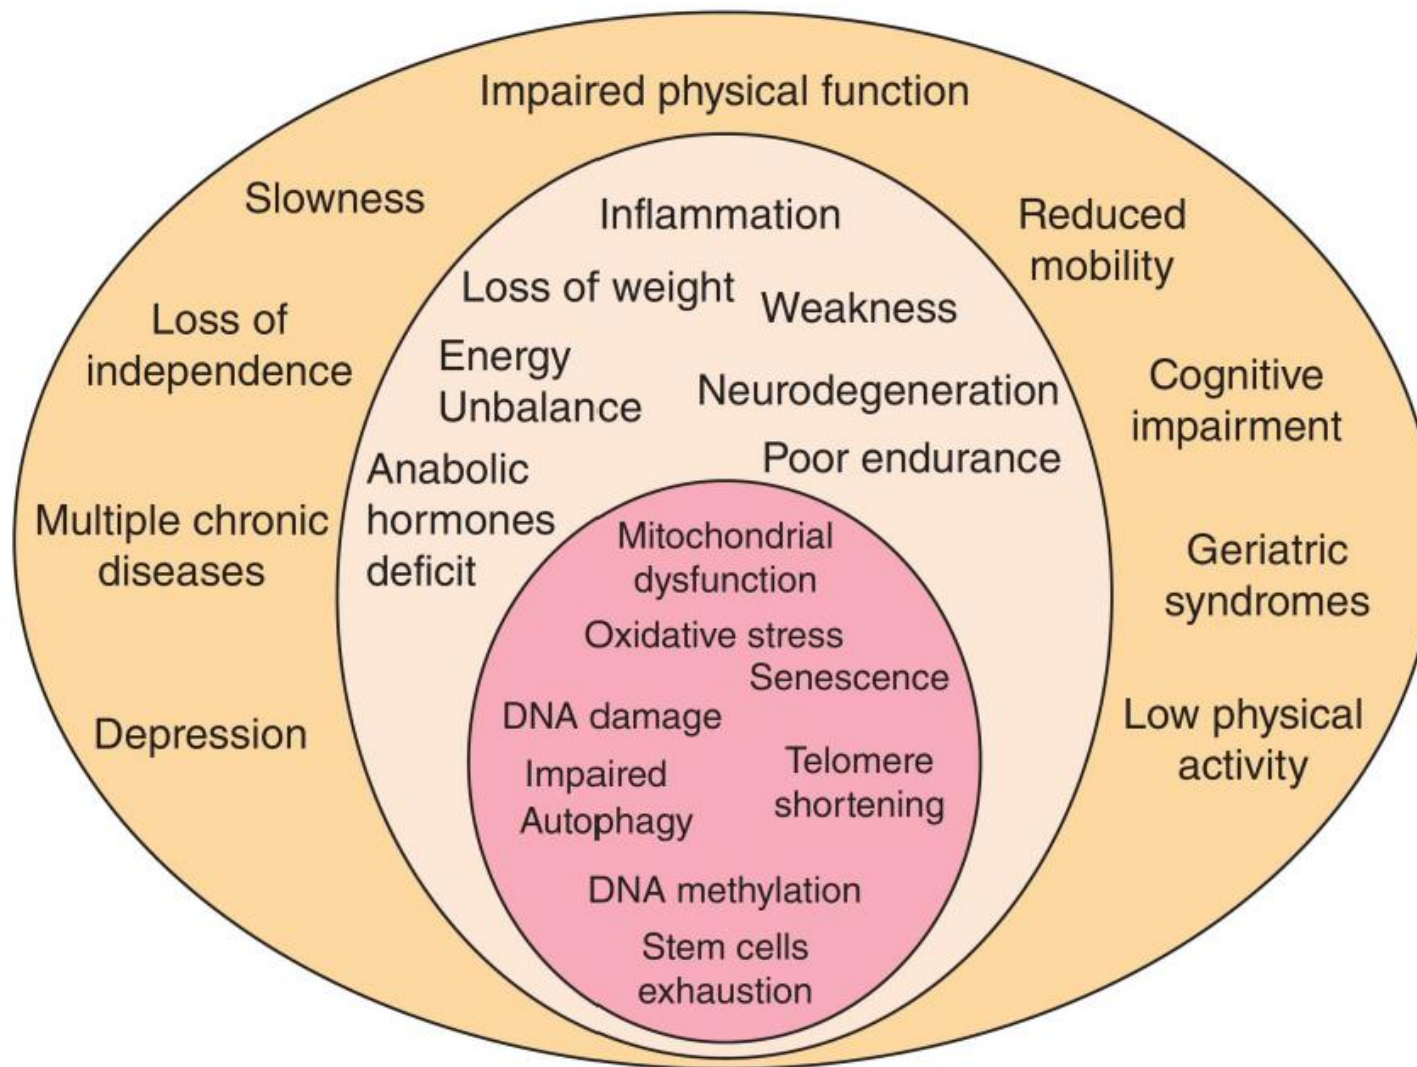 Impaired physical function
Slowness
Loss of
independence
Multiple chronic
diseases
Depression
Inflammation
Loss of weight
Weakness
Energy
Unbalance
Neurodegeneration
Anabolic
hormones
deficit
Poor endurance
Mitochondrial
dysfunction
Oxidative stress
Senescence
DNA damage
Impaired
Autophagy
Telomere
shortening
DNA methylation
Stem cells
exhaustion
Reduced
mobility
Cognitive
impairment
Geriatric
syndromes
Low physical
activity